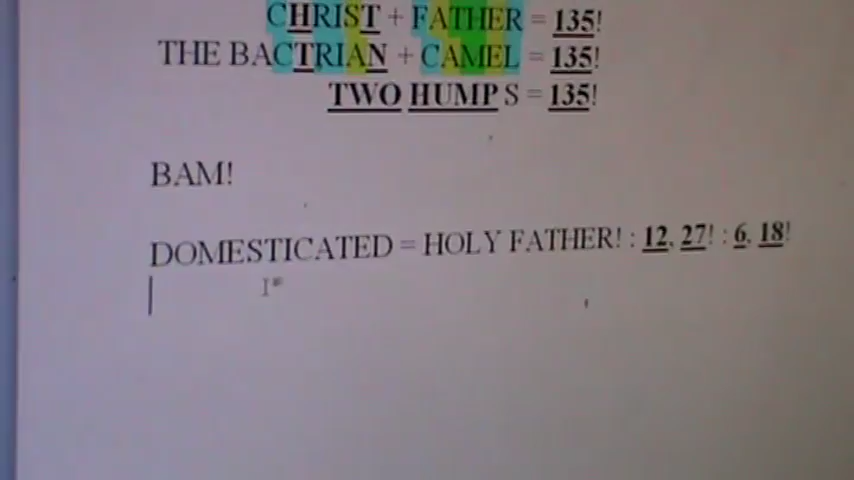 CHRIST + FATHER = 135!
THE BACTRIAN + CAMEL = 135!
TWO HUMP S = 135!
BAM!
DOMESTICATED = HOLY FATHER! : 12, 27! : 6, 18!